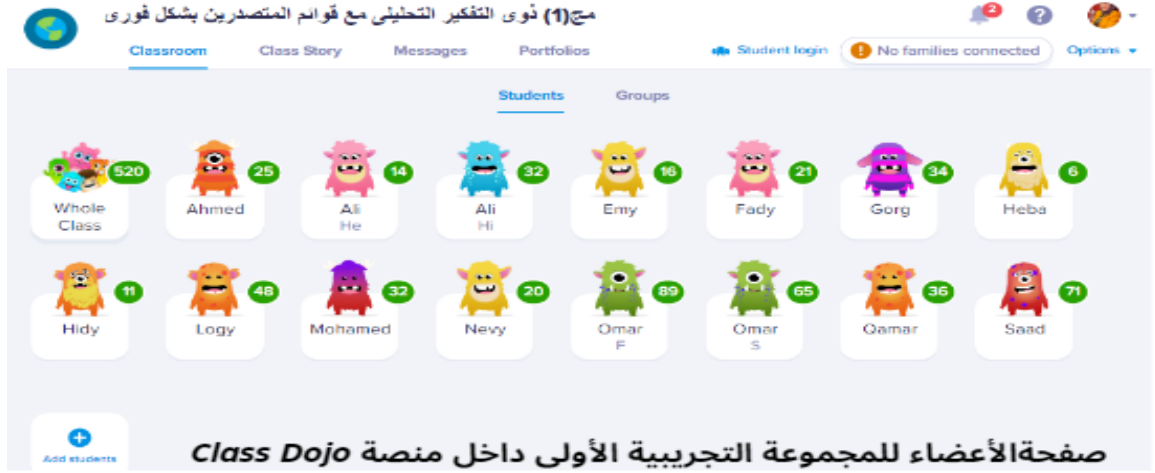 مج(1) ذوى التفكير التحليلى مع قوائم المتصدرين بشكل فورى
2 ?
Classroom Class Story Messages Portfolios Student login ! No families connected Options
Students Groups
520 25 14 32 16 21 34 6
Whole Class Ahmed Ali He Ali Hi Emy Fady Gorg Heba
11 48 32 20 89 65 36 71
Hidy Logy Mohamed Nevy Omar F Omar S Qamar Saad
Add students
صفحةالأعضاء للمجموعة التجريبية الأولى داخل منصة Class Dojo